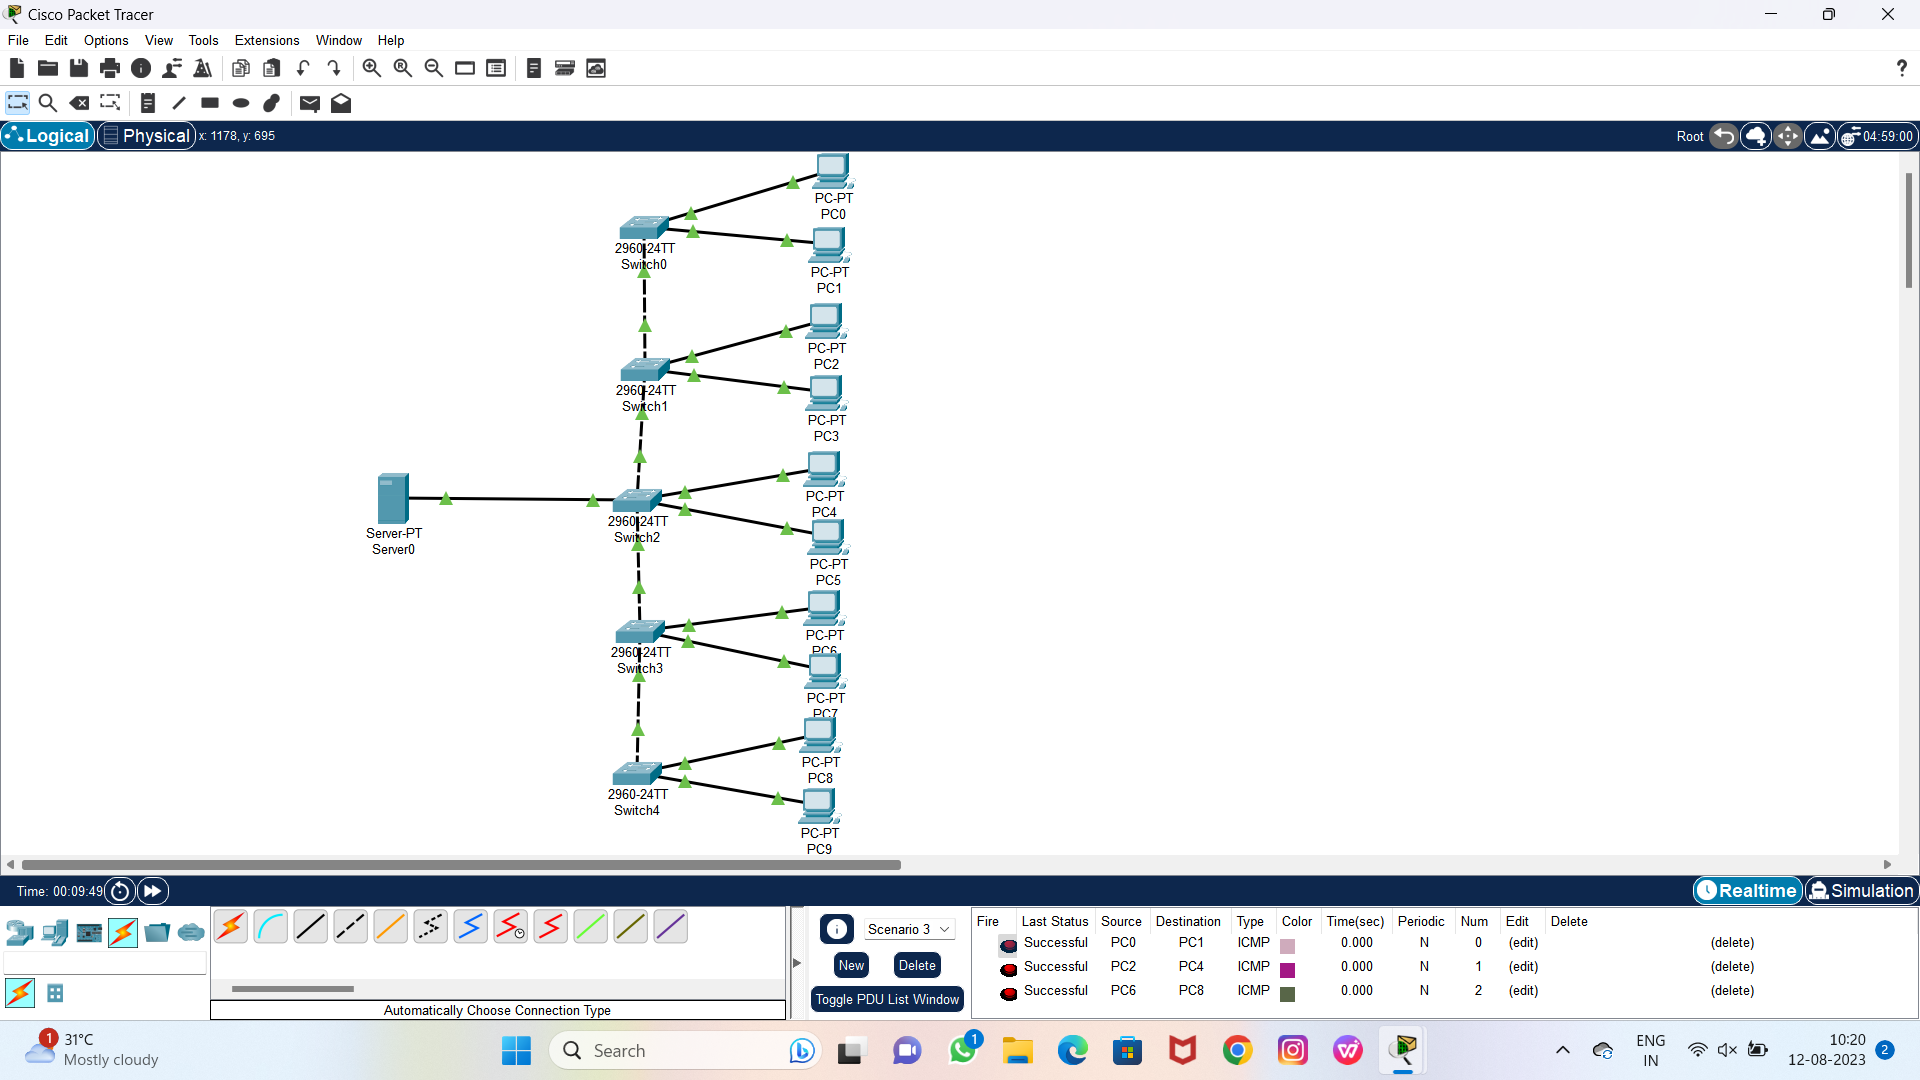 Cisco Packet Tracer
File Edit Options View Tools Extensions Window Help
?
Logical Physical x: 1178, y: 695 Root 04:59:00
PC-PT
PC0
2960-24TT
Switch0
PC-PT
PC1
PC-PT
PC2
2960-24TT
Switch1
PC-PT
PC3
PC-PT
PC4
Server-PT
Server0
2960-24TT
Switch2
PC-PT
PC5
PC-PT
PC6
2960-24TT
Switch3
PC-PT
PC7
PC-PT
PC8
2960-24TT
Switch4
PC-PT
PC9
Time: 00:09:49 Realtime Simulation
Scenario 3
New Delete
Toggle PDU List Window
Automatically Choose Connection Type
Fire Last Status Source Destination Type Color Time(sec) Periodic Num Edit Delete
Successful PC0 PC1 ICMP 0.000 N 0 (edit) (delete)
Successful PC2 PC4 ICMP 0.000 N 1 (edit) (delete)
Successful PC6 PC8 ICMP 0.000 N 2 (edit) (delete)
1
31°C
Mostly cloudy
Search
1
ENG
IN
10:20
12-08-2023
2